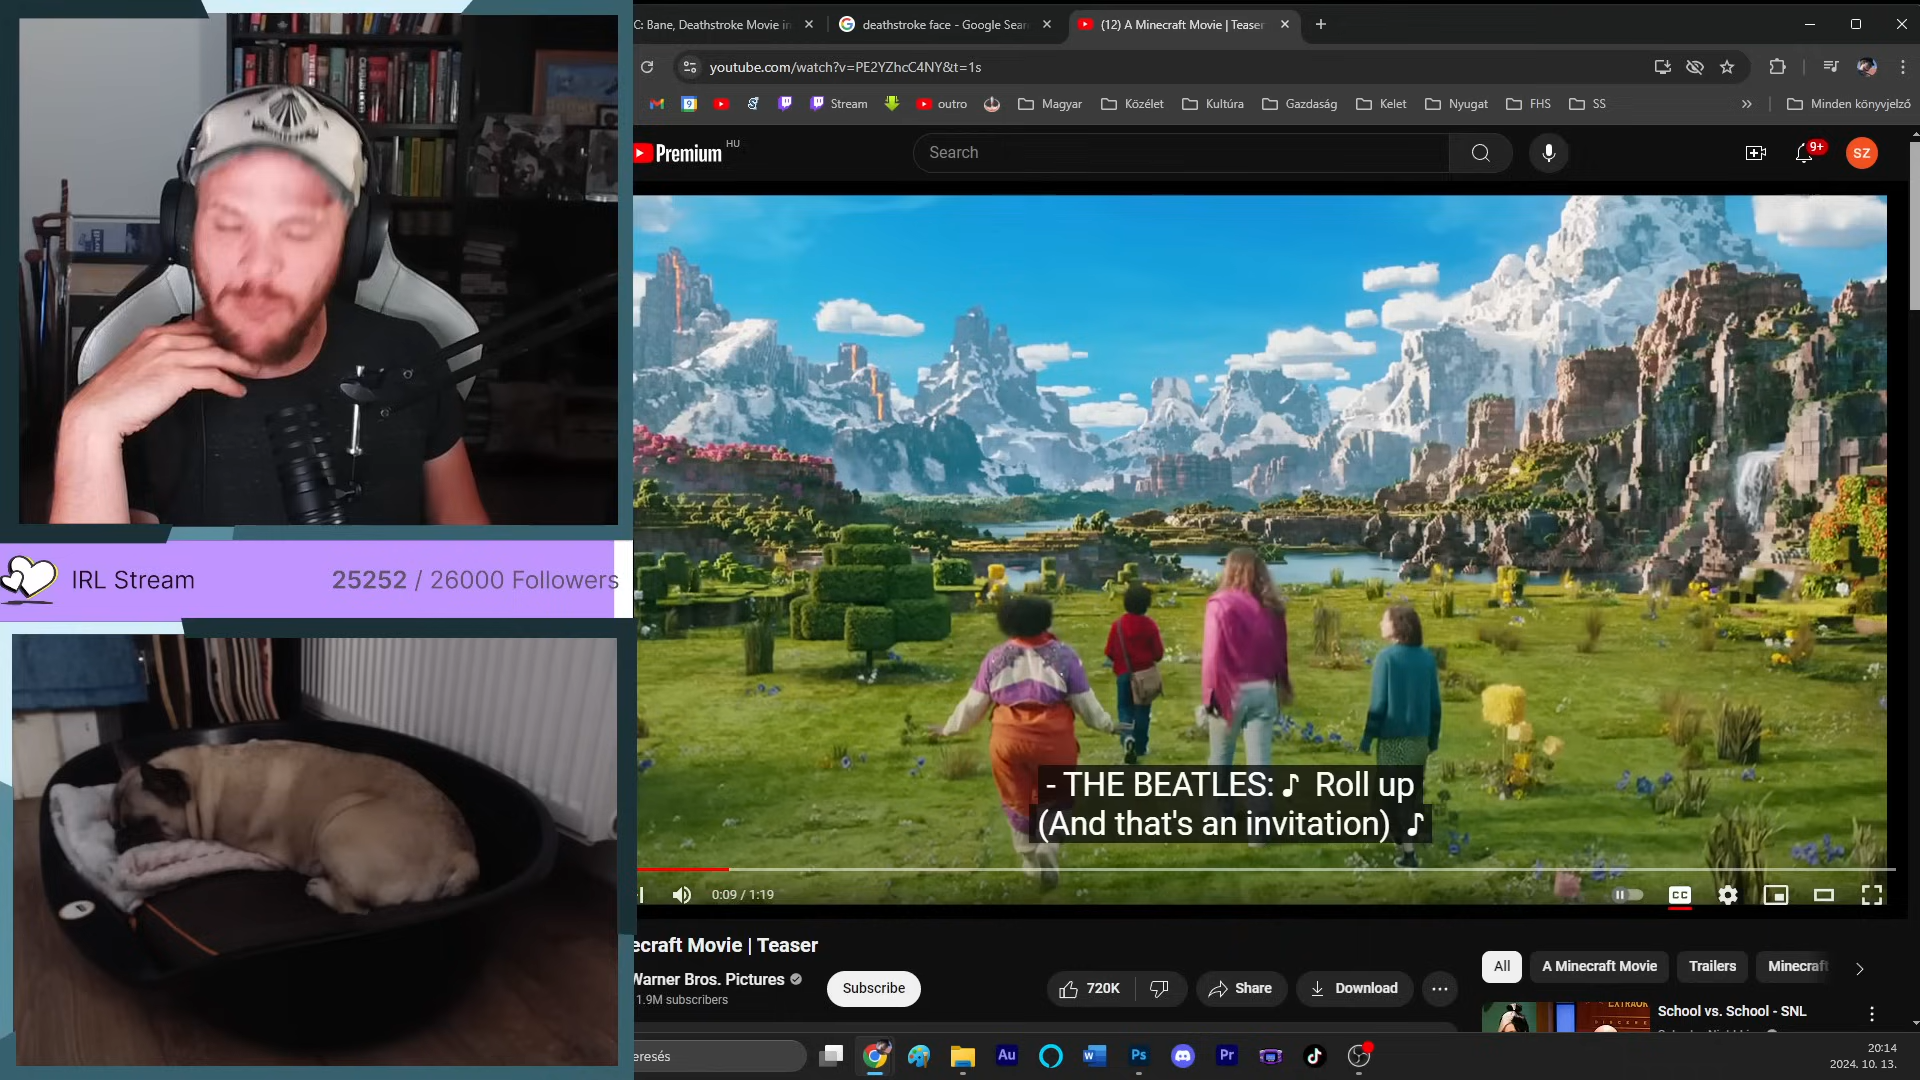 C: Bane, Deathstroke Movie in
deathstroke face - Google Sear
(12) A Minecraft Movie | Teaser
youtube.com/watch?v=PE2YZhcC4NY&t=1s
Stream
outro
Magyar
Közélet
Kultúra
Gazdaság
Kelet
Nyugat
FHS
SS
Minden könyvjelző
Premium HU
Search
9+
SZ
IRL Stream 25252 / 26000 Followers
- THE BEATLES: ♪ Roll up
(And that's an invitation) ♪
0:09 / 1:19
CC
ecraft Movie | Teaser
Warner Bros. Pictures
1.9M subscribers
Subscribe
720K
Share
Download
All
A Minecraft Movie
Trailers
Minecraft
School vs. School - SNL
eresés
Au
Ps
Pr
20:14
2024. 10. 13.